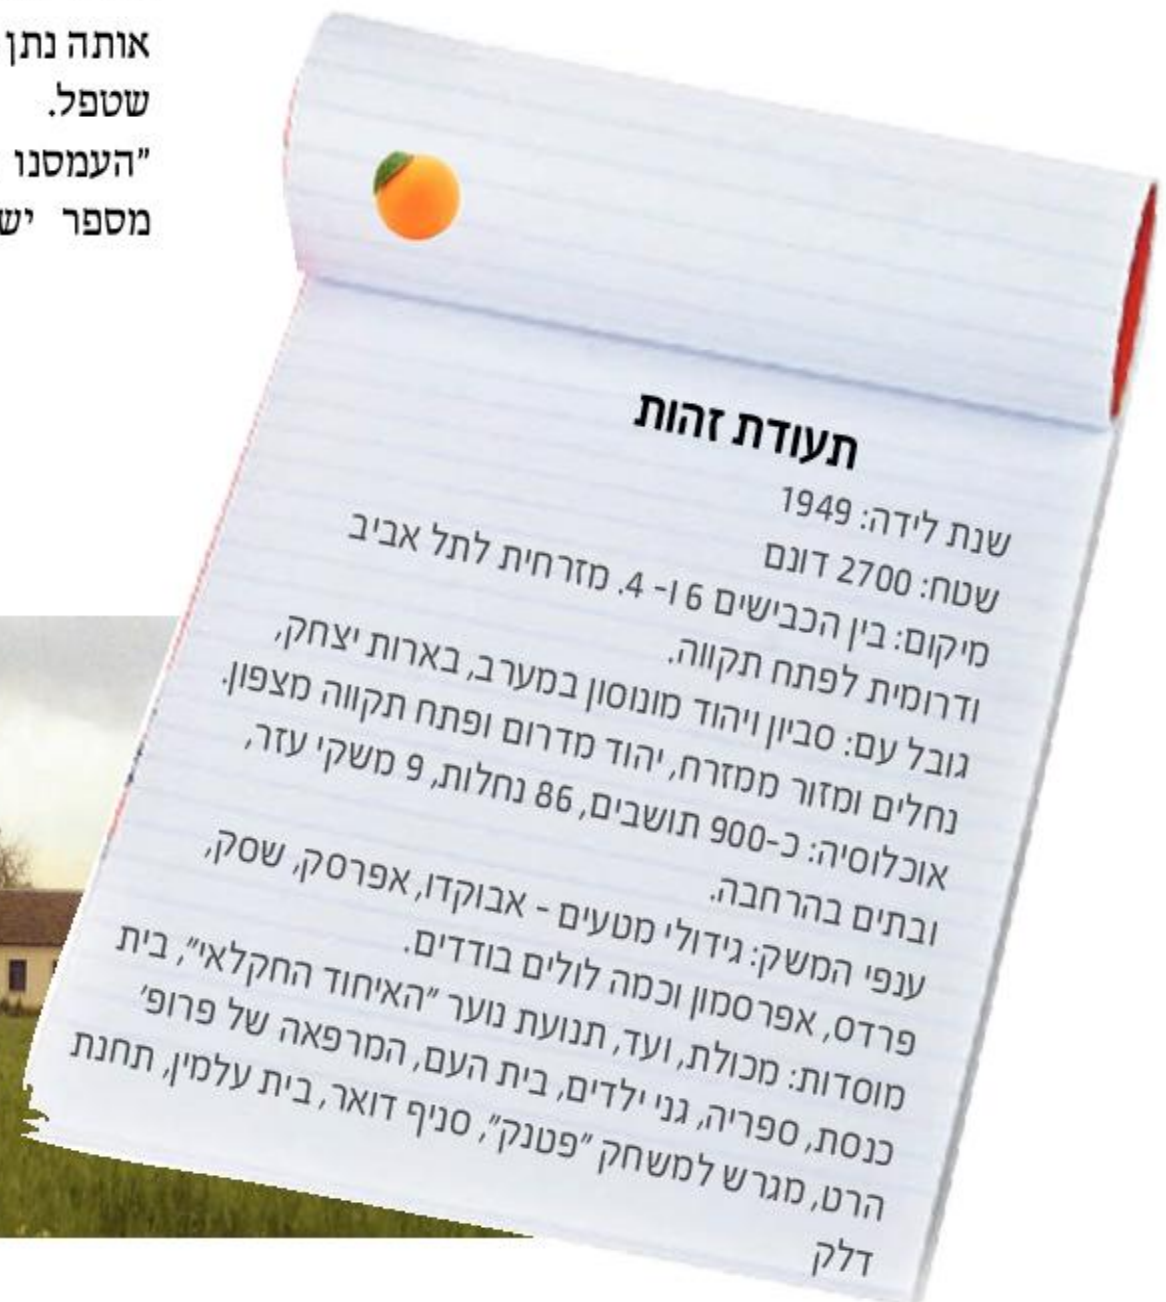 אותה נתן
שטפל.
"העמסנו
מספר
תעודת זהות
שנת לידה: 1949
שטח: 2700 דונם
מיקום: בין הכבישים 6 ו- 4. מזרחית לתל אביב
ודרומית לפתח תקווה.
גובל עם: סביון ויהוד מונוסון במערב, בארות יצחק,
נחלים ומזור ממזרח, יהוד מדרום ופתח תקווה מצפון.
אוכלוסיה: כ-900 תושבים, 86 נחלות, 9 משקי עזר,
ובתים בהרחבה.
ענפי המשק: גידולי מטעים - אבוקדו, אפרסק, שסק,
פרדס, אפרסמון וכמה לולים בודדים.
מוסדות: מכולת, ועד, תנועת נוער "האיחוד החקלאי", בית
כנסת, ספריה, גני ילדים, בית העם, המרפאה של פרופ'
הרט, מגרש למשחק "פטנק", סניף דואר, בית עלמין, תחנת
דלק